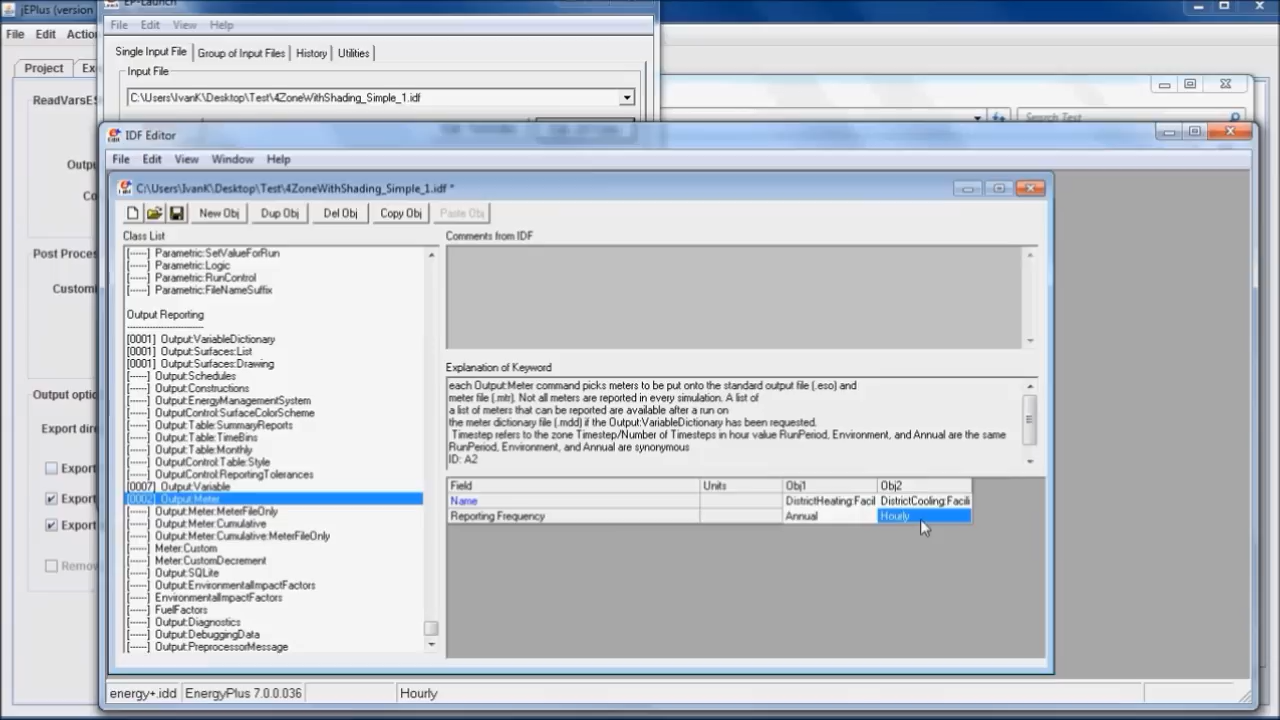 jEPlus (version
EP-Launch
File Edit Actio
File Edit View Help
Project Ex
Single Input File Group of Input Files History Utilities
Input File
C:\Users\IvanK\Desktop\Test\4ZoneWithShading_Simple_1.idf
ReadVarsES
Outpu
Co
Post Process
Customi
Output optio
Export dire
Export
Export
Export
Remov
Search Test
IDF Editor
File Edit View Window Help
C:\Users\IvanK\Desktop\Test\4ZoneWithShading_Simple_1.idf *
New Obj Dup Obj Del Obj Copy Obj Paste Obj
Class List
[------] Parametric:SetValueForRun
[------] Parametric:Logic
[------] Parametric:RunControl
[------] Parametric:FileNameSuffix
Output Reporting
-------------------------
[0001] Output:VariableDictionary
[0001] Output:Surfaces:List
[0001] Output:Surfaces:Drawing
[------] Output:Schedules
[------] Output:Constructions
[------] Output:EnergyManagementSystem
[------] OutputControl:SurfaceColorScheme
[------] Output:Table:SummaryReports
[------] Output:Table:TimeBins
[------] Output:Table:Monthly
[------] OutputControl:Table:Style
[------] OutputControl:ReportingTolerances
[0007] Output:Variable
[0002] Output:Meter
[------] Output:Meter:MeterFileOnly
[------] Output:Meter:Cumulative
[------] Output:Meter:Cumulative:MeterFileOnly
[------] Meter:Custom
[------] Meter:CustomDecrement
[------] Output:SQLite
[------] Output:EnvironmentalImpactFactors
[------] EnvironmentalImpactFactors
[------] FuelFactors
[------] Output:Diagnostics
[------] Output:DebuggingData
[------] Output:PreprocessorMessage
Comments from IDF
Explanation of Keyword
each Output:Meter command picks meters to be put onto the standard output file (.eso) and
meter file (.mtr). Not all meters are reported in every simulation. A list of
a list of meters that can be reported are available after a run on
the meter dictionary file (.mdd) if the Output:VariableDictionary has been requested.
Timestep refers to the zone Timestep/Number of Timesteps in hour value RunPeriod, Environment, and Annual are the same
RunPeriod, Environment, and Annual are synonymous
ID: A2
Field Units Obj1 Obj2
Name DistrictHeating:Facil DistrictCooling:Facili
Reporting Frequency Annual Hourly
energy+.idd EnergyPlus 7.0.0.036 Hourly